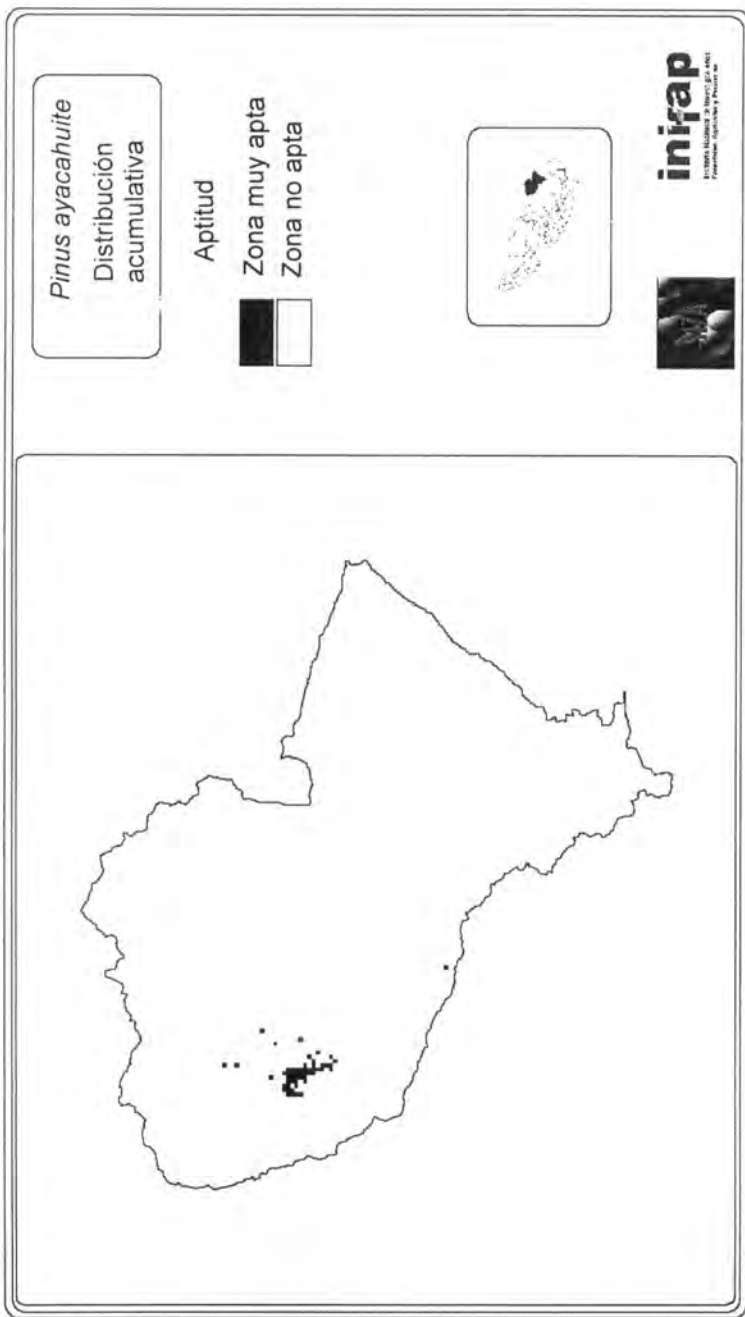 Pinus ayacahuite
Distribución
acumulativa
Aptitud
Zona muy apta
Zona no apta
inifap